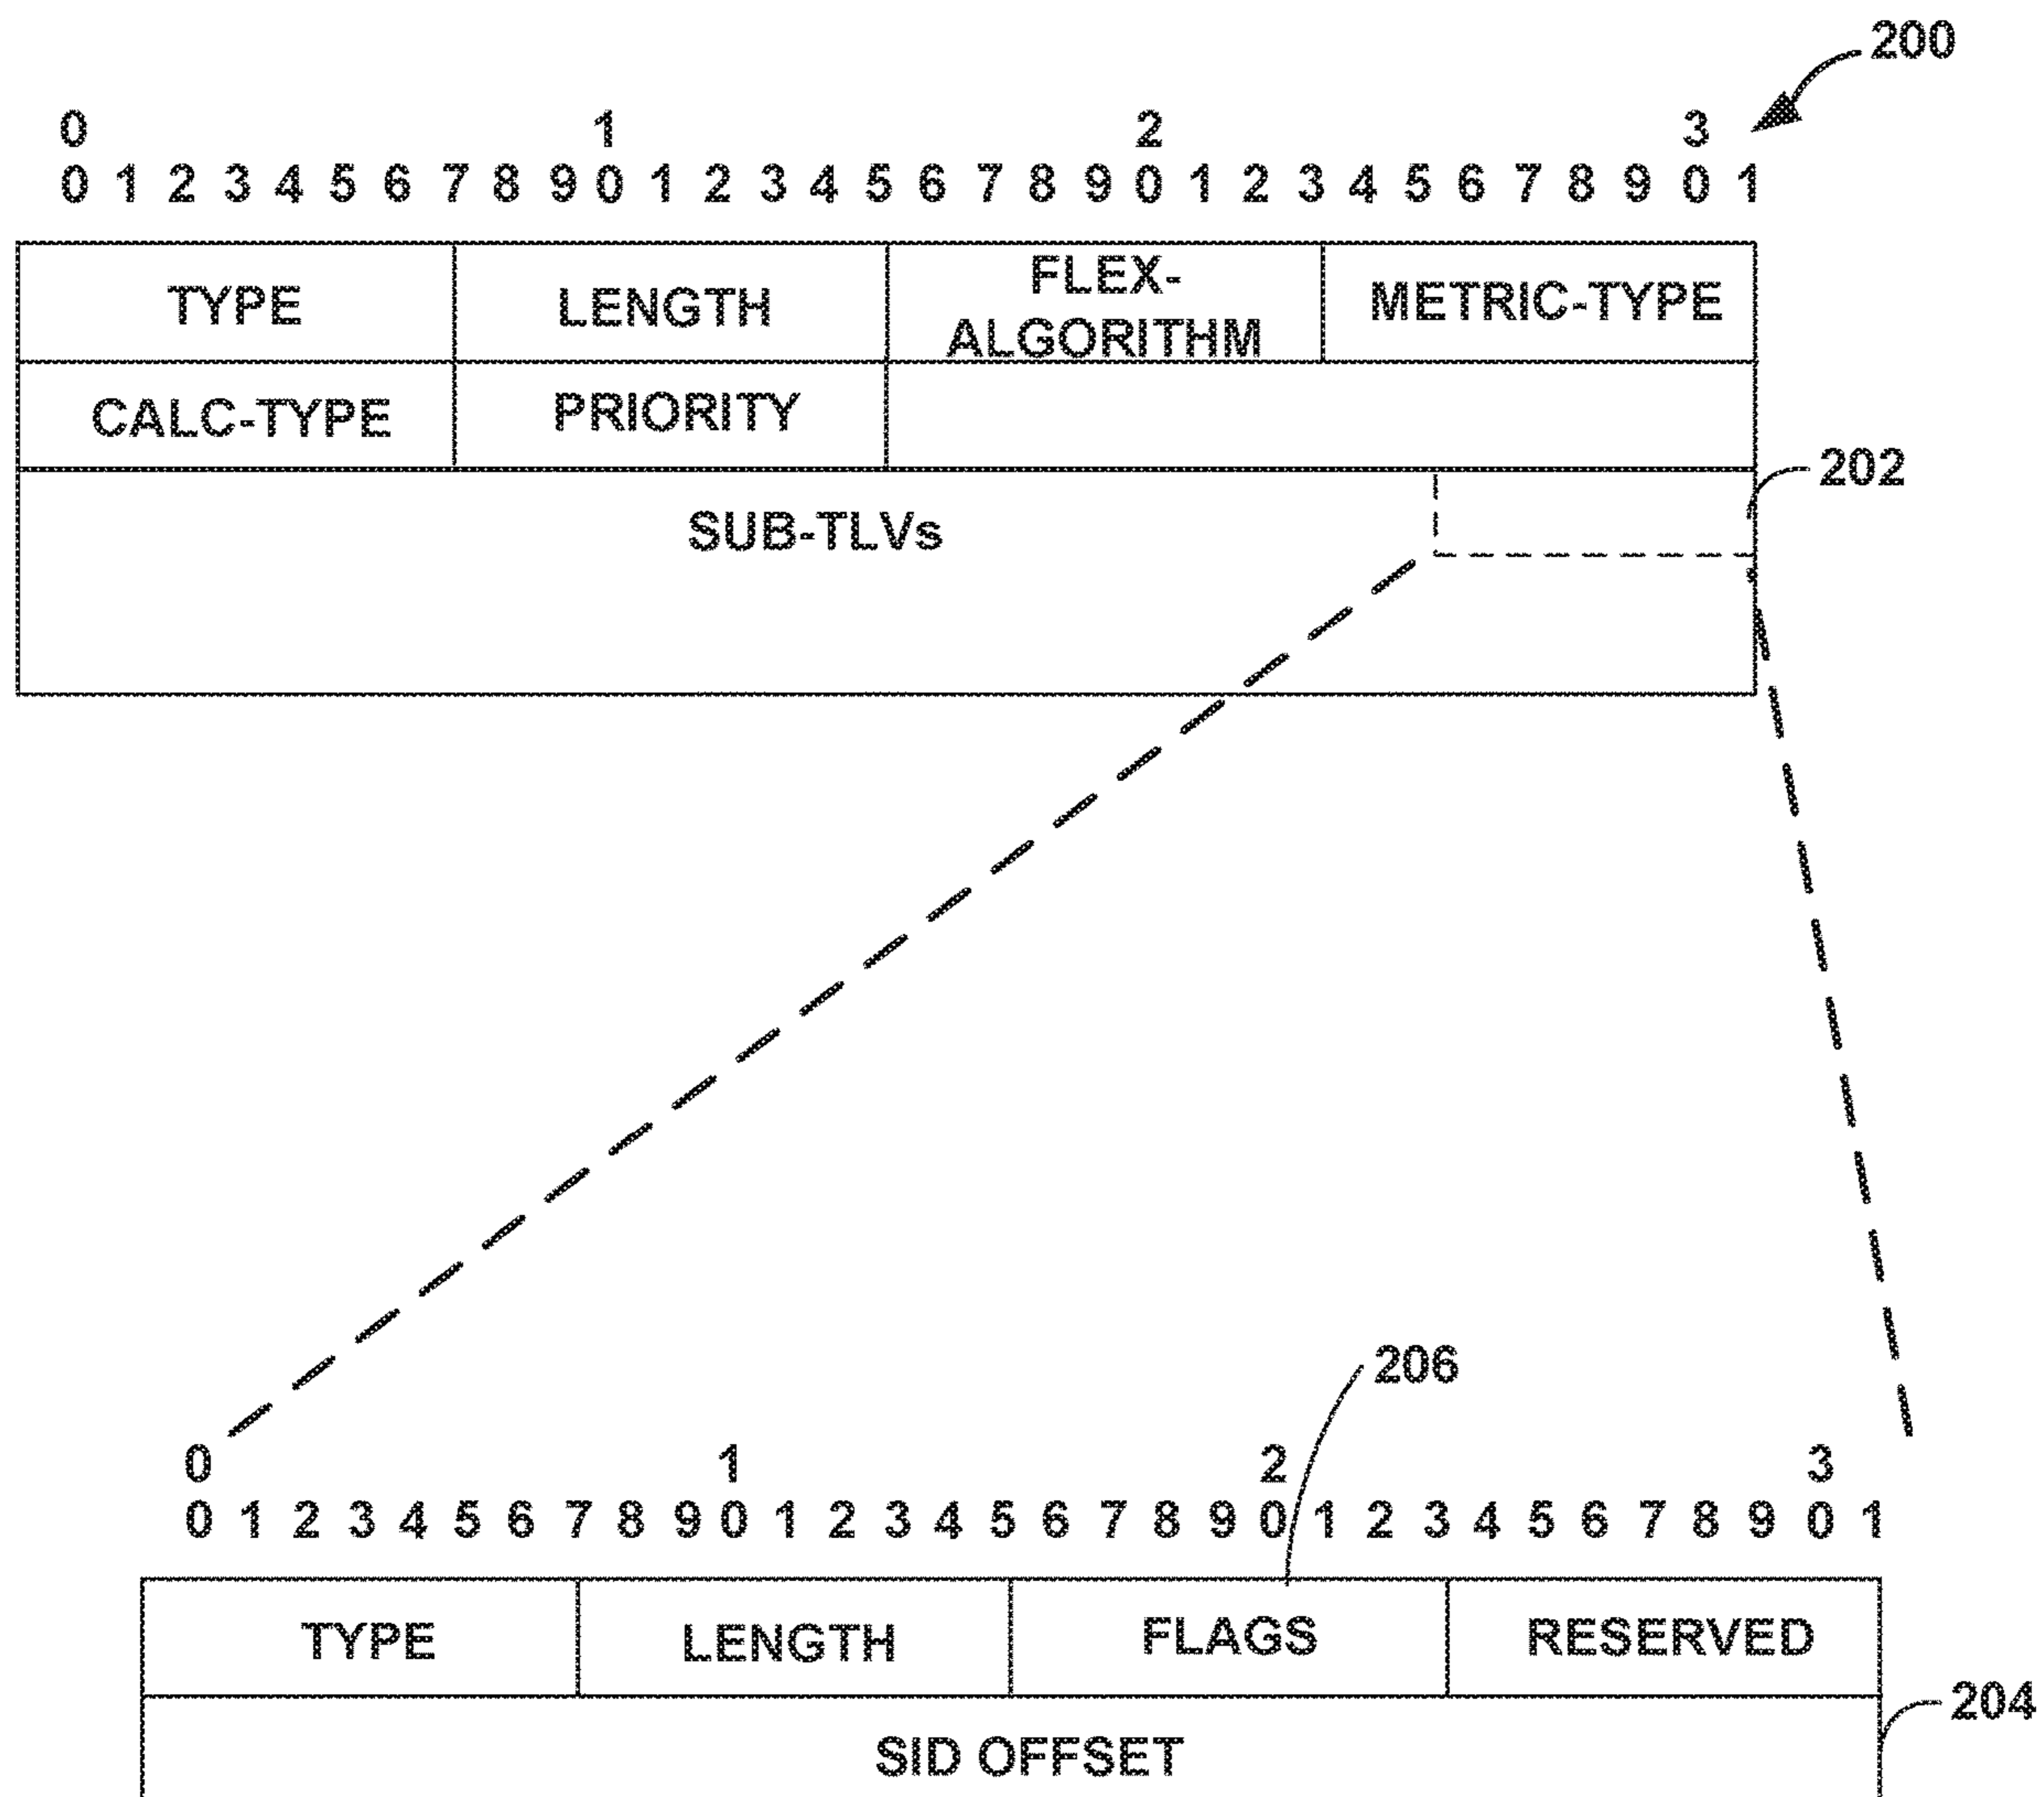 200
0 1 2 3
0 1 2 3 4 5 6 7 8 9 0 1 2 3 4 5 6 7 8 9 0 1 2 3 4 5 6 7 8 9 0 1
TYPE LENGTH FLEX- METRIC-TYPE
ALGORITHM
CALC-TYPE PRIORITY
202
SUB-TLVs
206
0 1 2 3
0 1 2 3 4 5 6 7 8 9 0 1 2 3 4 5 6 7 8 9 0 1 2 3 4 5 6 7 8 9 0 1
TYPE LENGTH FLAGS RESERVED
204
SID OFFSET